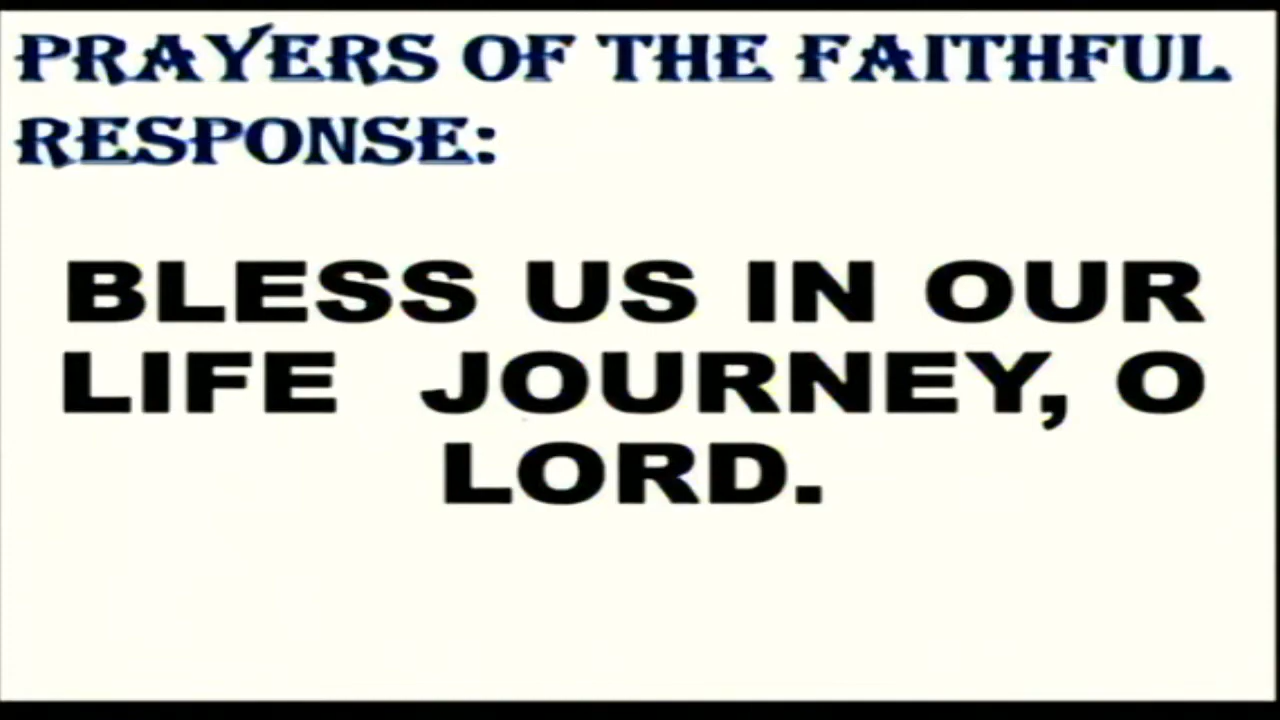 PRAYERS OF THE FAITHFUL
RESPONSE:
BLESS US IN OUR
LIFE JOURNEY, O
LORD.